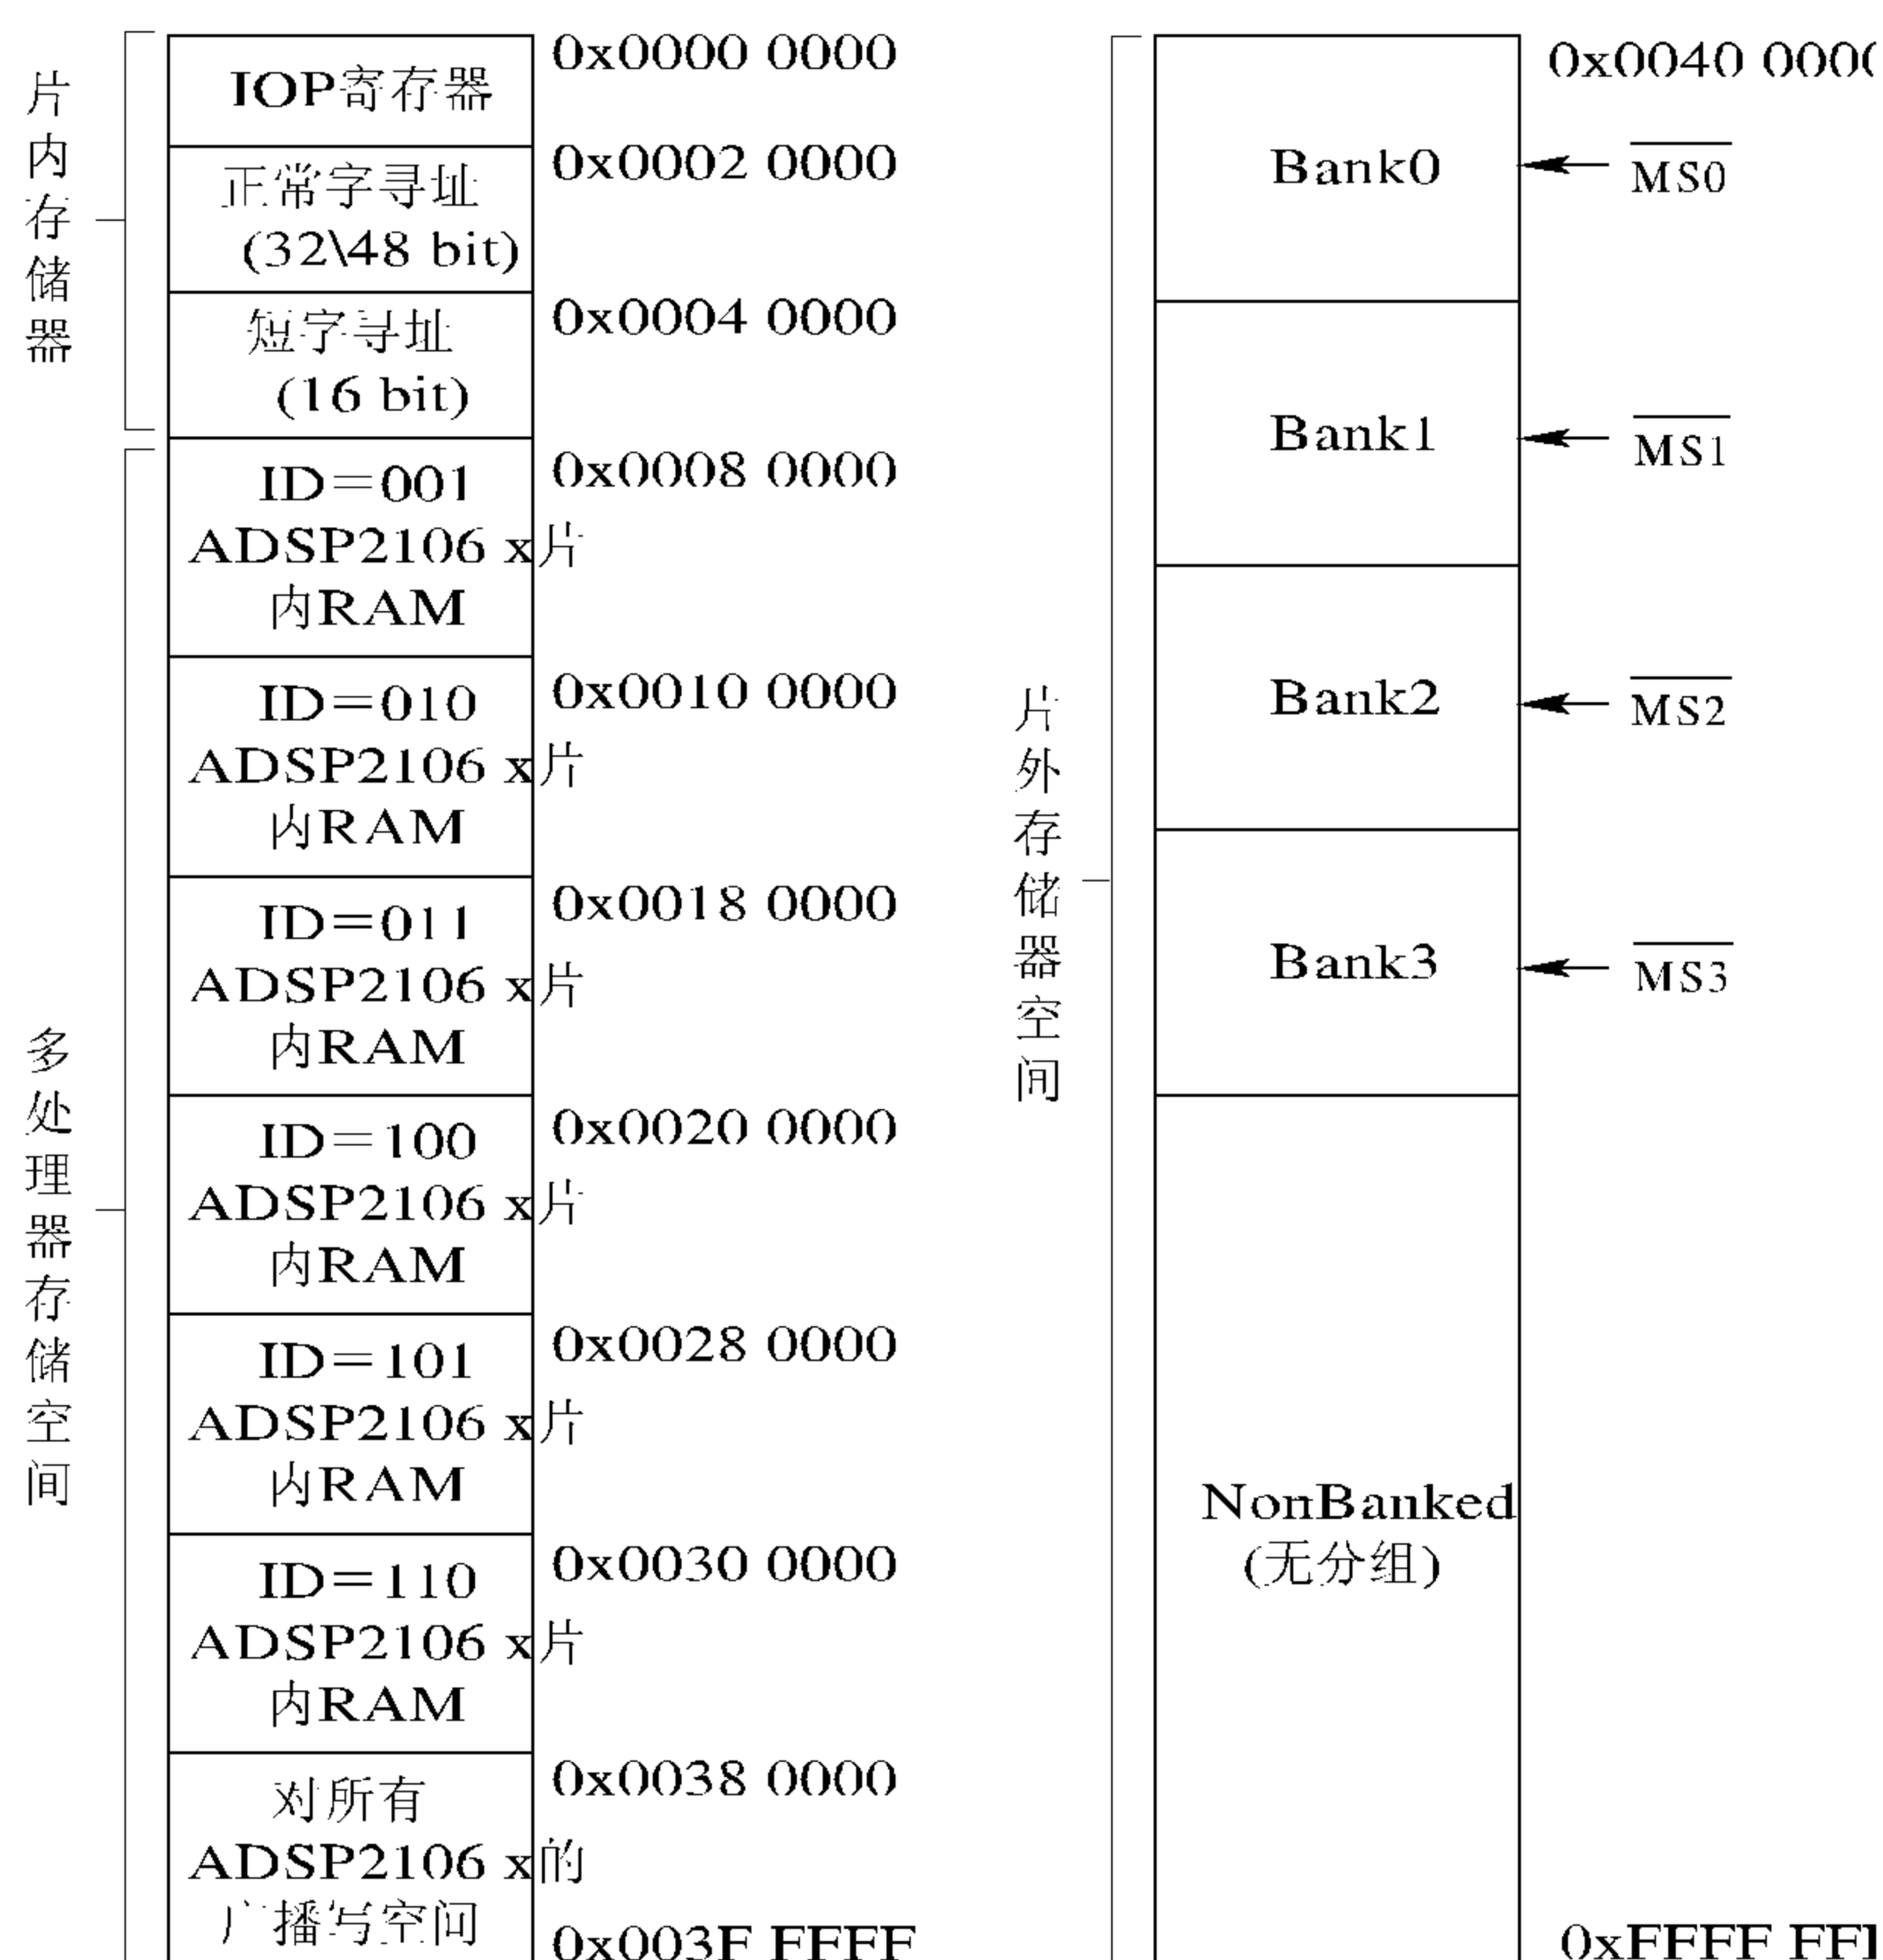 片内存储器
IOP寄存器
0x0000 0000
正常字寻址
(32\48 bit)
0x0002 0000
短字寻址
(16 bit)
0x0004 0000
ID=001
ADSP2106 x片
内RAM
0x0008 0000
多处理器存储空间
ID=010
ADSP2106 x片
内RAM
0x0010 0000
ID=011
ADSP2106 x片
内RAM
0x0018 0000
ID=100
ADSP2106 x片
内RAM
0x0020 0000
ID=101
ADSP2106 x片
内RAM
0x0028 0000
ID=110
ADSP2106 x片
内RAM
0x0030 0000
对所有
ADSP2106 x的
广播写空间
0x0038 0000
0x003F FFFF
片外存储器空间
0x0040 000
Bank0
MS0
Bank1
MS1
Bank2
MS2
Bank3
MS3
NonBanked
(无分组)
0xFFFF FF